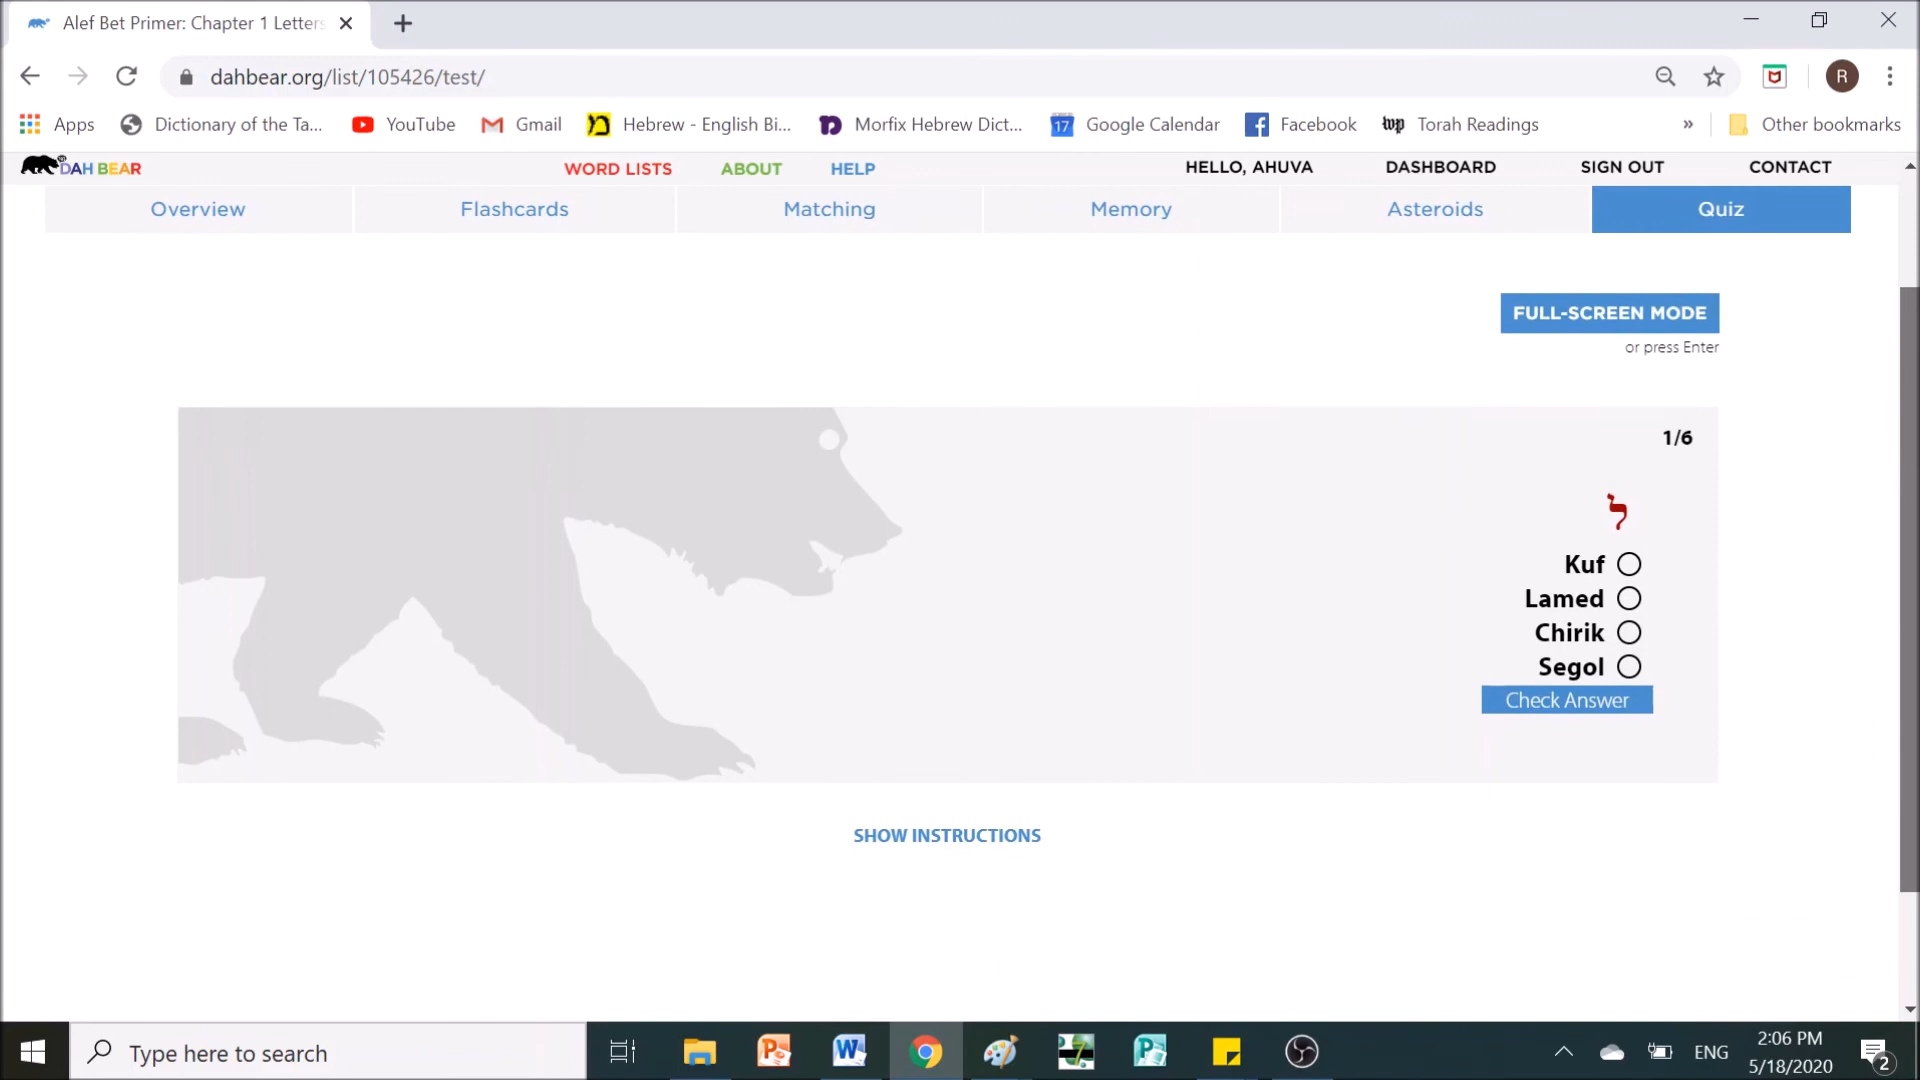 Alef Bet Primer: Chapter 1 Letters
dahbear.org/list/105426/test/
R
Apps
Dictionary of the Ta...
YouTube
Gmail
Hebrew - English Bi...
Morfix Hebrew Dict...
17
Google Calendar
Facebook
wp
Torah Readings
»
Other bookmarks
DAH BEAR
WORD LISTS
ABOUT
HELP
HELLO, AHUVA
DASHBOARD
SIGN OUT
CONTACT
Overview
Flashcards
Matching
Memory
Asteroids
Quiz
FULL-SCREEN MODE
or press Enter
1/6
ל
Kuf
Lamed
Chirik
Segol
Check Answer
SHOW INSTRUCTIONS
Type here to search
ENG
2:06 PM
5/18/2020
2